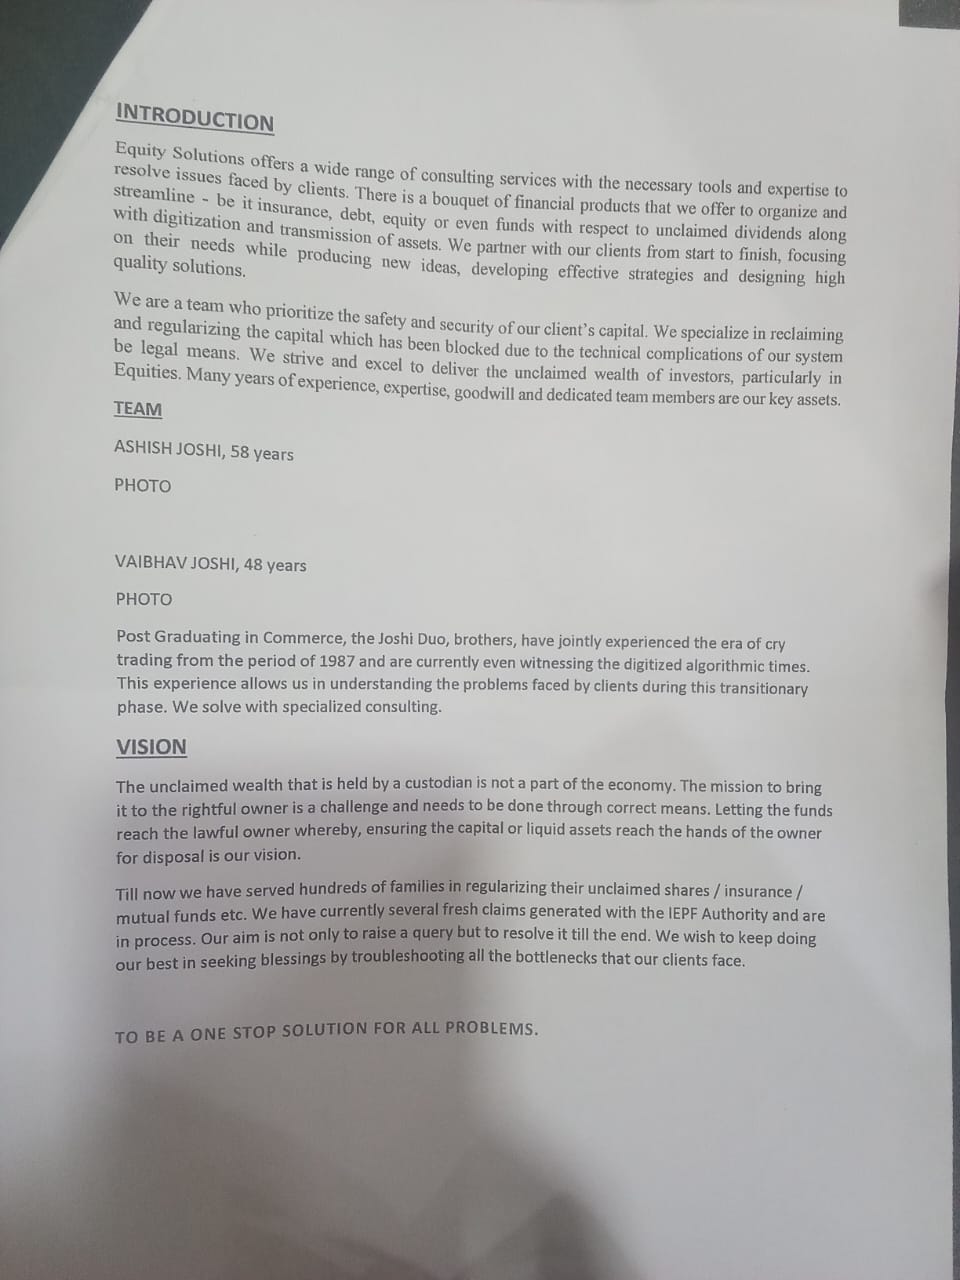 INTRODUCTION
Equity Solutions offers a wide range of consulting services with the necessary tools and expertise to
resolve issues faced by clients. There is a bouquet of financial products that we offer to organize and
streamline - be it insurance, debt, equity or even funds with respect to unclaimed dividends along
with digitization and transmission of assets. We partner with our clients from start to finish, focusing
on their needs while producing new ideas, developing effective strategies and designing high
quality solutions.
We are a team who prioritize the safety and security of our client's capital. We specialize in reclaiming
and regularizing the capital which has been blocked due to the technical complications of our system
be legal means. We strive and excel to deliver the unclaimed wealth of investors, particularly in
Equities. Many years of experience, expertise, goodwill and dedicated team members are our key assets.
TEAM
ASHISH JOSHI, 58 years
PHOTO
VAIBHAV JOSHI, 48 years
PHOTO
Post Graduating in Commerce, the Joshi Duo, brothers, have jointly experienced the era of cry
trading from the period of 1987 and are currently even witnessing the digitized algorithmic times.
This experience allows us in understanding the problems faced by clients during this transitionary
phase. We solve with specialized consulting.
VISION
The unclaimed wealth that is held by a custodian is not a part of the economy. The mission to bring
it to the rightful owner is a challenge and needs to be done through correct means. Letting the funds
reach the lawful owner whereby, ensuring the capital or liquid assets reach the hands of the owner
for disposal is our vision.
Till now we have served hundreds of families in regularizing their unclaimed shares / insurance /
mutual funds etc. We have currently several fresh claims generated with the IEPF Authority and are
in process. Our aim is not only to raise a query but to resolve it till the end. We wish to keep doing
our best in seeking blessings by troubleshooting all the bottlenecks that our clients face.
TO BE A ONE STOP SOLUTION FOR ALL PROBLEMS.